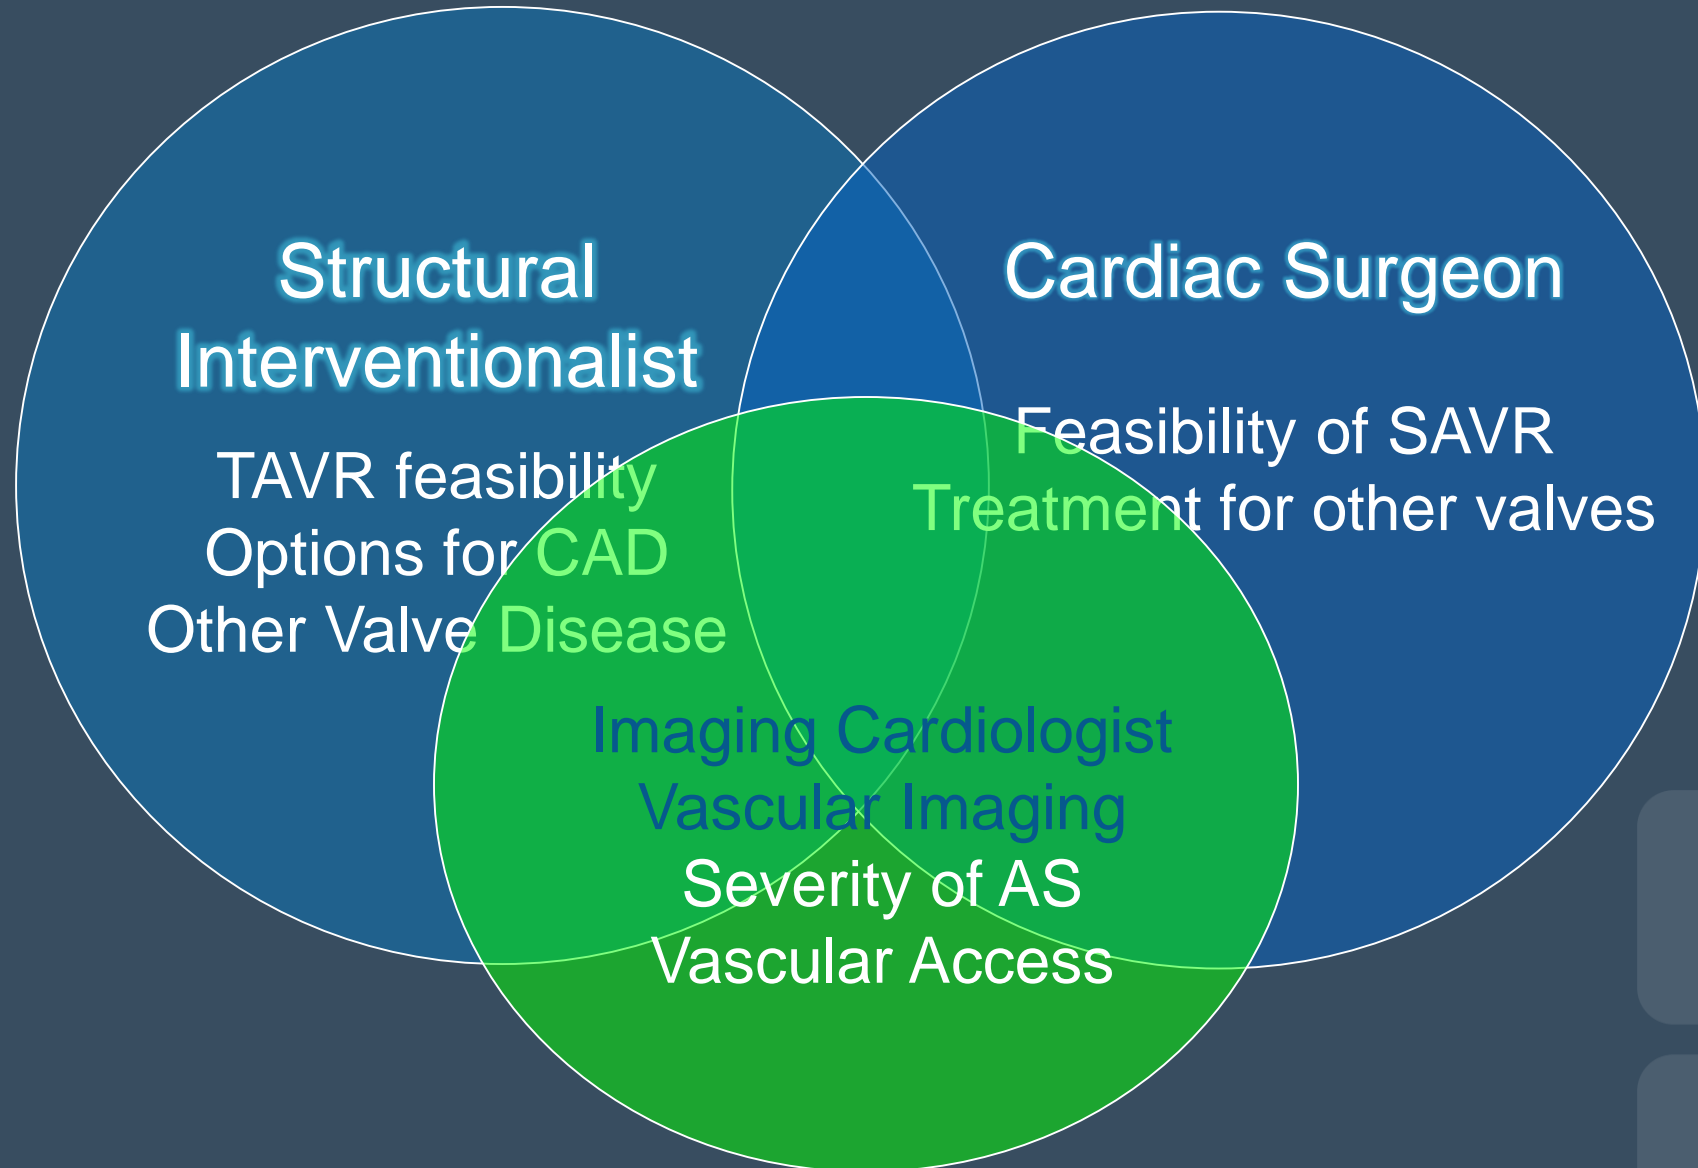 Structural
Interventionalist
TAVR feasibility
Options for CAD
Other Valve Disease
Cardiac Surgeon
Feasibility of SAVR
Treatment for other valves
Imaging Cardiologist
Vascular Imaging
Severity of AS
Vascular Access